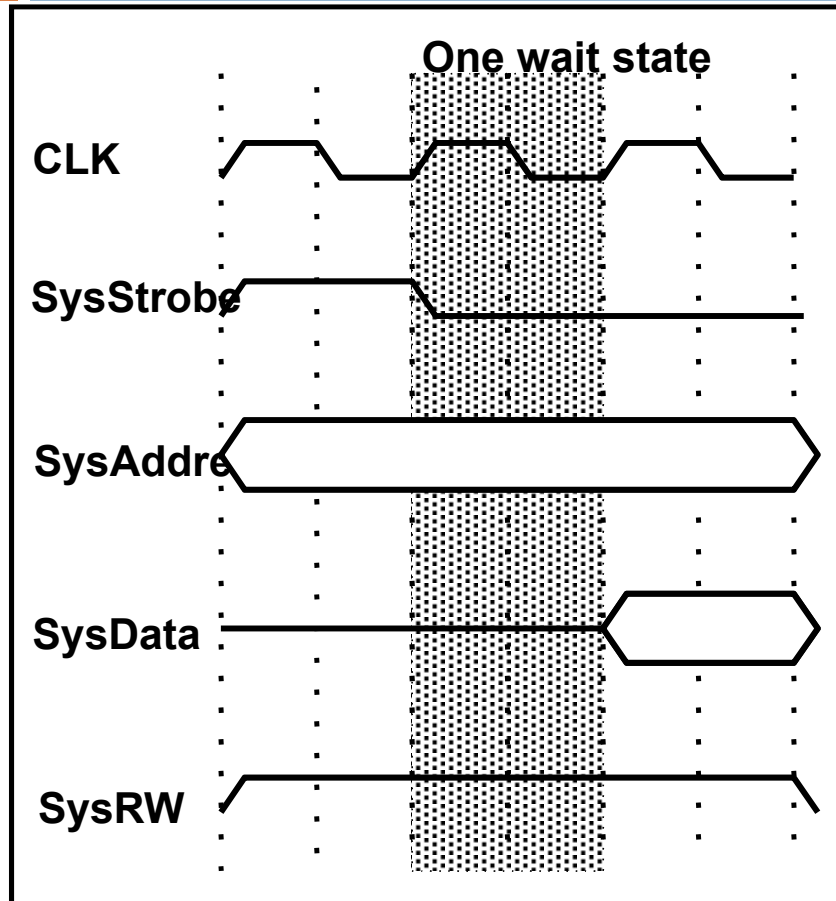 One wait state
CLK
SysStrobe
SysAddre
SysData
SysRW